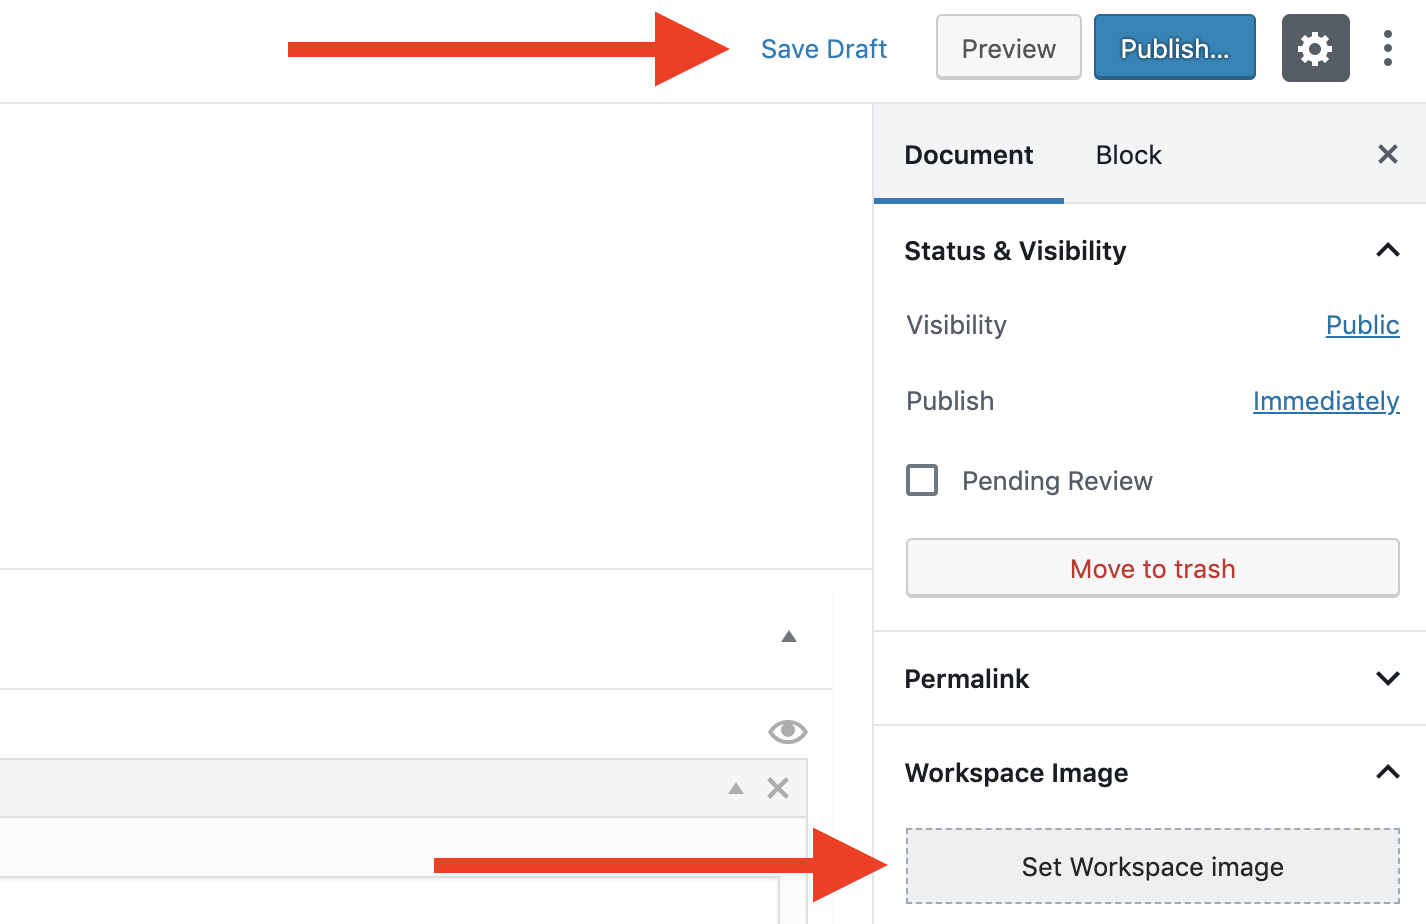 Save Draft
Preview
Publish...
Document
Block
Status & Visibility
Visibility
Public
Publish
Immediately
Pending Review
Move to trash
Permalink
Workspace Image
Set Workspace image